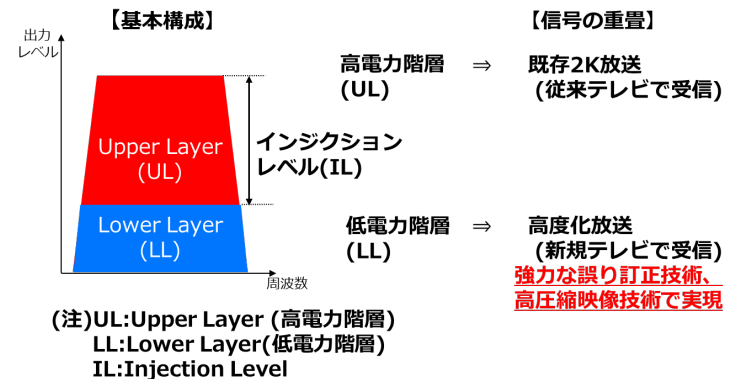 【基本構成】
【信号の重畳】
出力
レベル
高電力階層
(UL)
⇒
既存2K放送
(従来テレビで受信)
Upper Layer
(UL)
インジクション
レベル(IL)
Lower Layer
(LL)
低電力階層
(LL)
⇒
高度化放送
(新規テレビで受信)
強力な誤り訂正技術、
高圧縮映像技術で実現
周波数
(注)UL:Upper Layer (高電力階層)
LL:Lower Layer(低電力階層)
IL:Injection Level